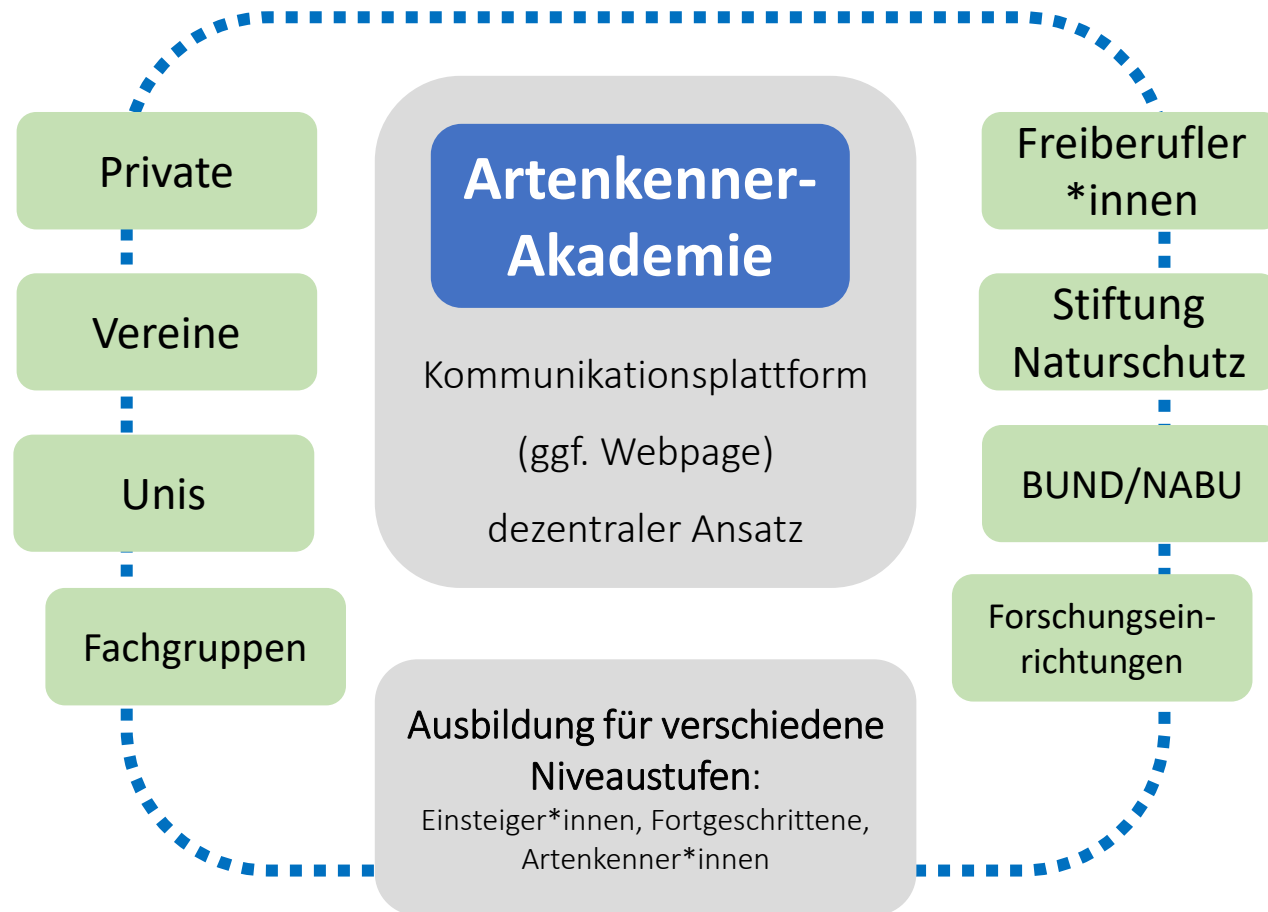 Artenkenner-
Akademie
Kommunikationsplattform
(ggf. Webpage)
dezentraler Ansatz
Private
Vereine
Unis
Fachgruppen
Freiberufler
*innen
Stiftung
Naturschutz
BUND/NABU
Forschungsein-
richtungen
Ausbildung für verschiedene
Niveaustufen:
Einsteiger*innen, Fortgeschrittene,
Artenkenner*innen